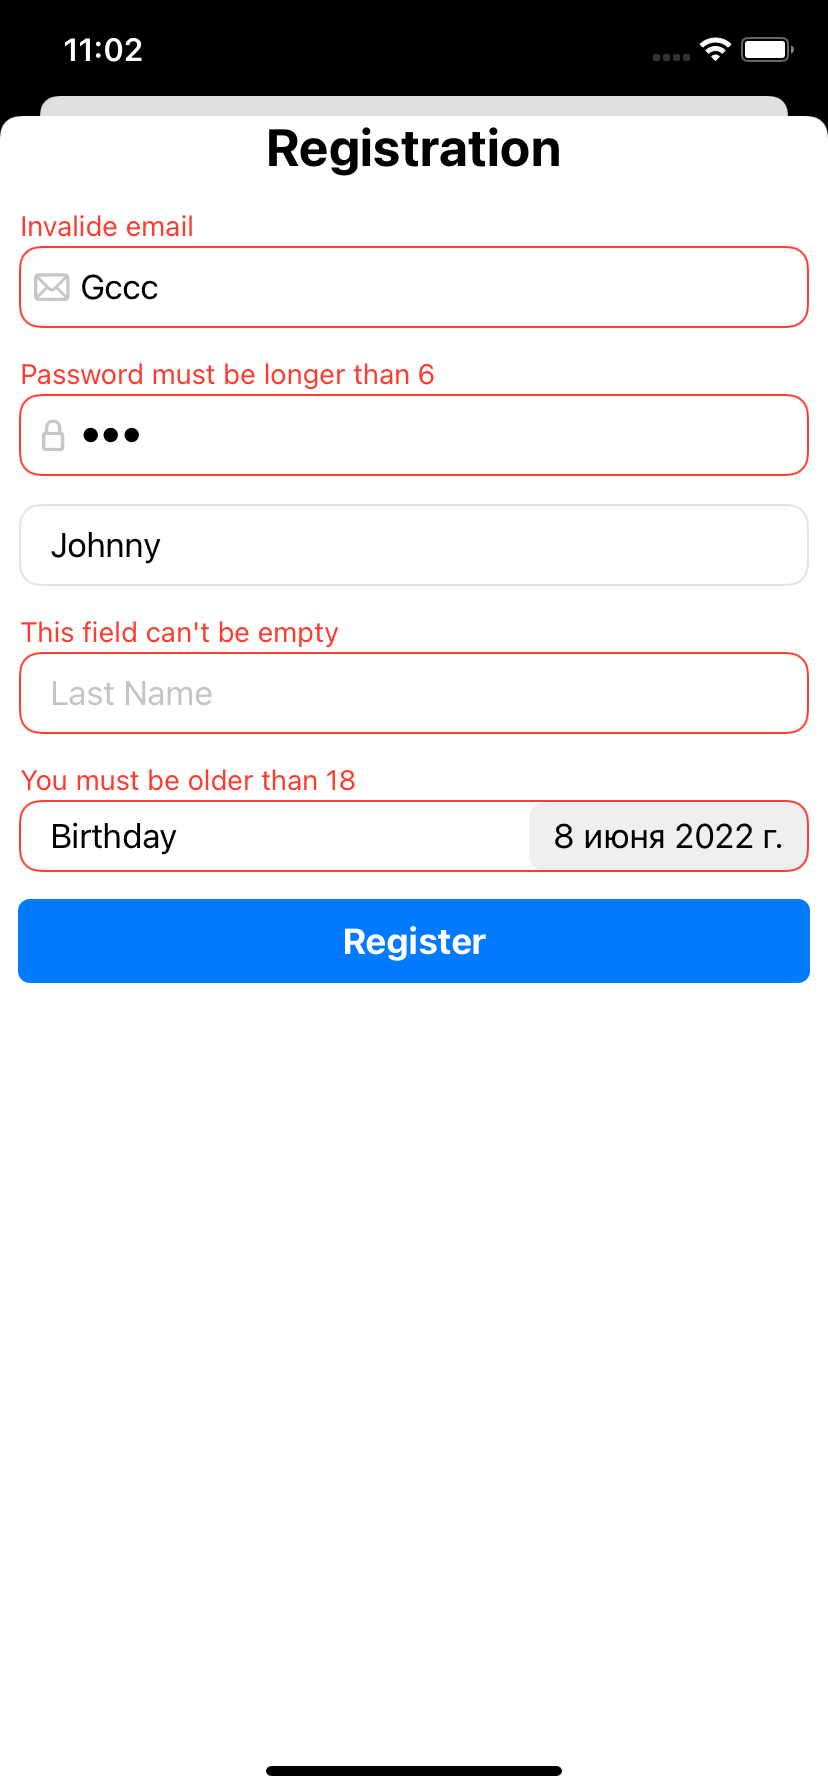 11:02
Registration
Invalide email
Gccc
Password must be longer than 6
•••
Johnny
This field can't be empty
Last Name
You must be older than 18
Birthday 8 июня 2022 г.
Register